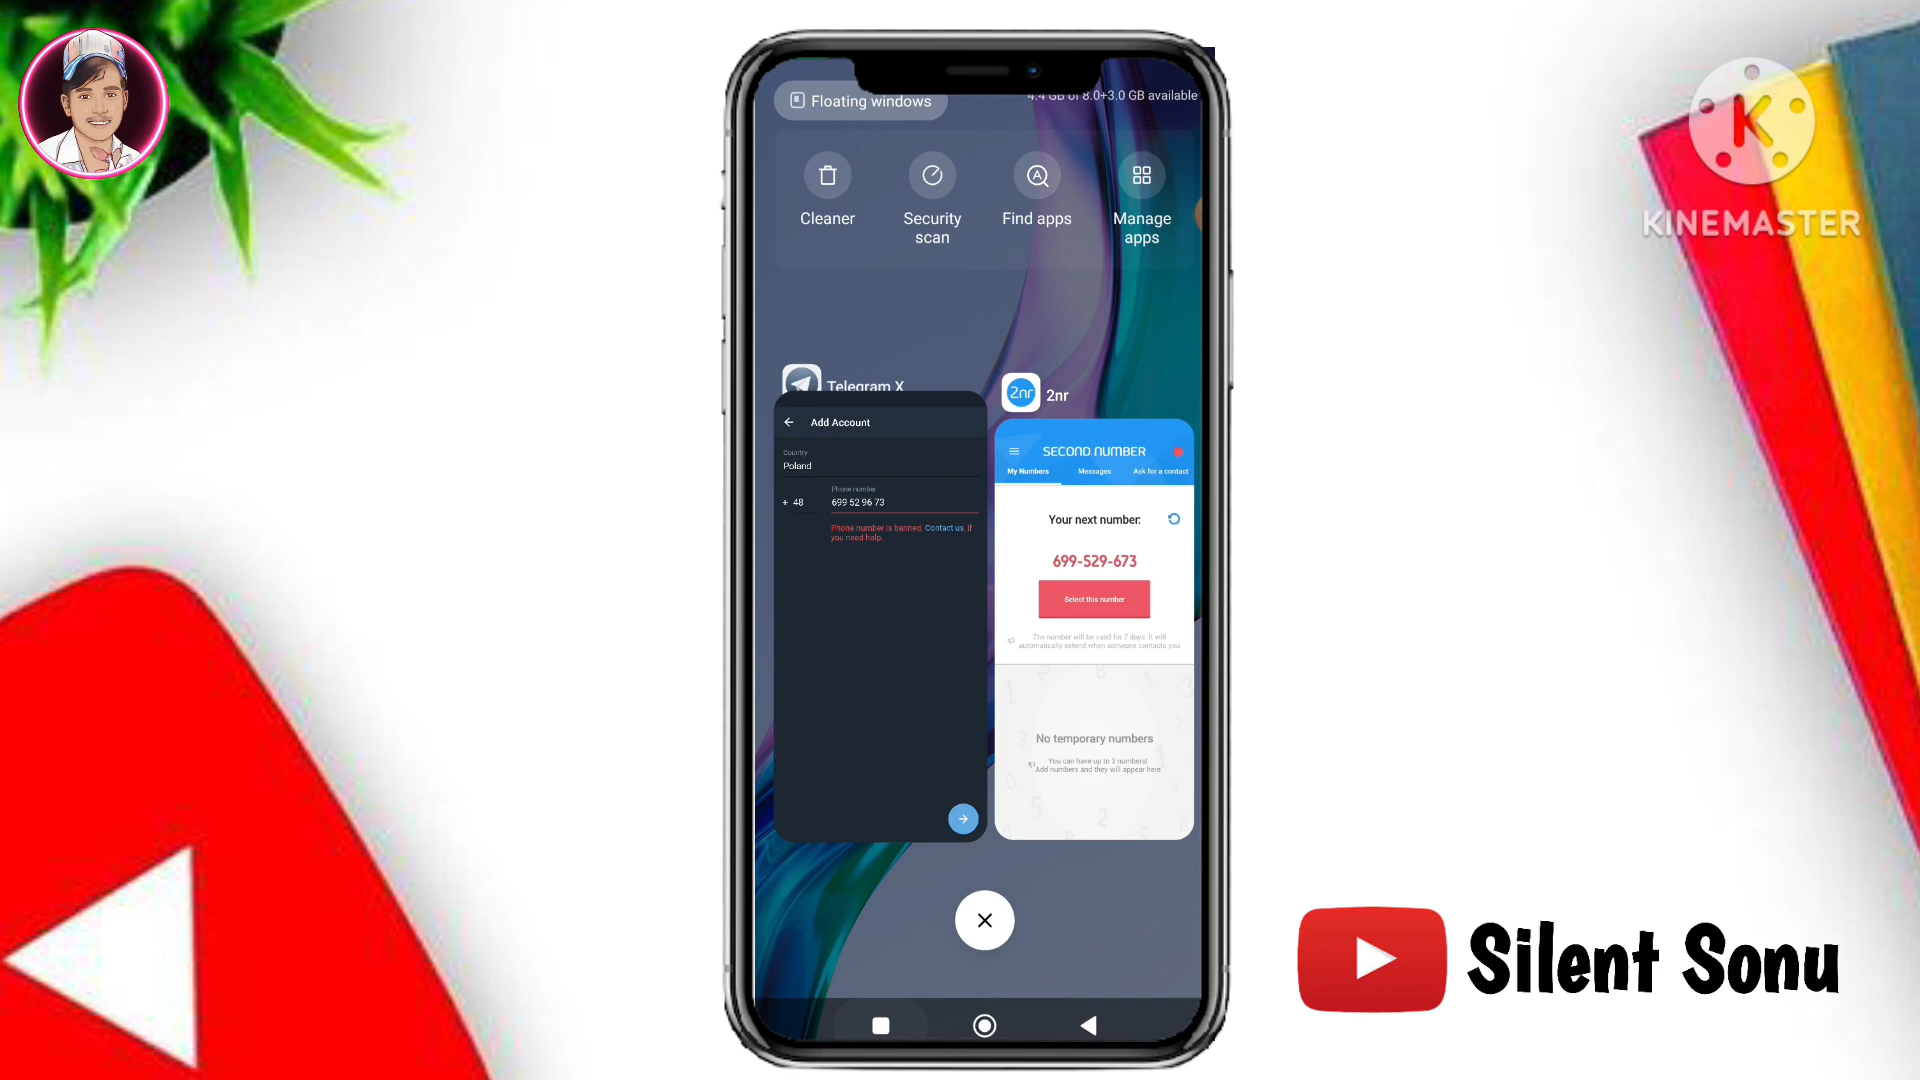 Floating windows
4.4 GB of 8.0+3.0 GB available
Cleaner
Security
scan
Find apps
Manage
apps
KINEMASTER
Telegram X
2nr
2nr
Add Account
Country
Poland
Phone number
+ 48
699 52 96 73
Phone number is banned. Contact us, if
you need help.
SECOND NUMBER
My Numbers
Messages
Ask for a contact
Your next number:
699-529-673
Select this number
The number will be valid for 7 days. It will
automatically extend when someone contacts you
No temporary numbers
You can have up to 3 numbers!
Add numbers and they will appear here
Silent Sonu